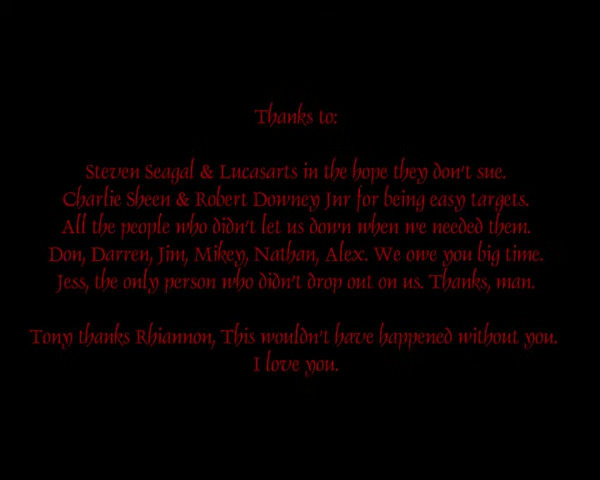 Thanks to:
Steven Seagal & Lucasarts in the hope they don't sue.
Charlie Sheen & Robert Downey Jnr for being easy targets.
All the people who didn't let us down when we needed them.
Don, Darren, Jim, Mikey, Nathan, Alex. We owe you big time.
Jess, the only person who didn't drop out on us. Thanks, man.
Tony thanks Rhiannon, This wouldn't have happened without you.
I love you.